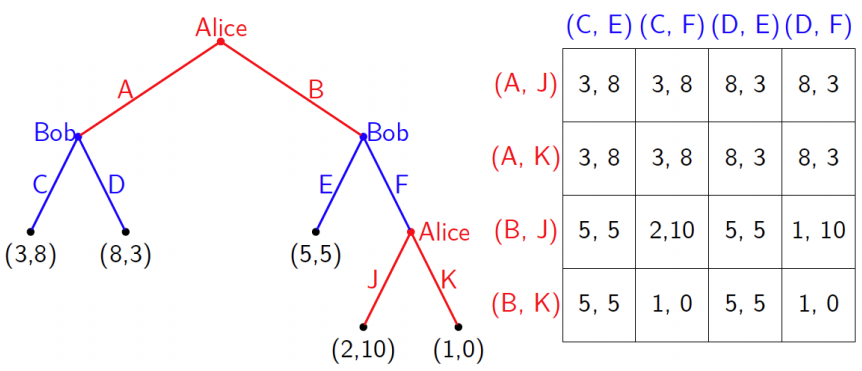 Alice
A
B
Bob
Bob
C
D
E
F
(3,8)
(8,3)
(5,5)
Alice
J
K
(2,10)
(1,0)
(C, E) (C, F) (D, E) (D, F)
(A, J) 3, 8 3, 8 8, 3 8, 3
(A, K) 3, 8 3, 8 8, 3 8, 3
(B, J) 5, 5 2,10 5, 5 1, 10
(B, K) 5, 5 1, 0 5, 5 1, 0